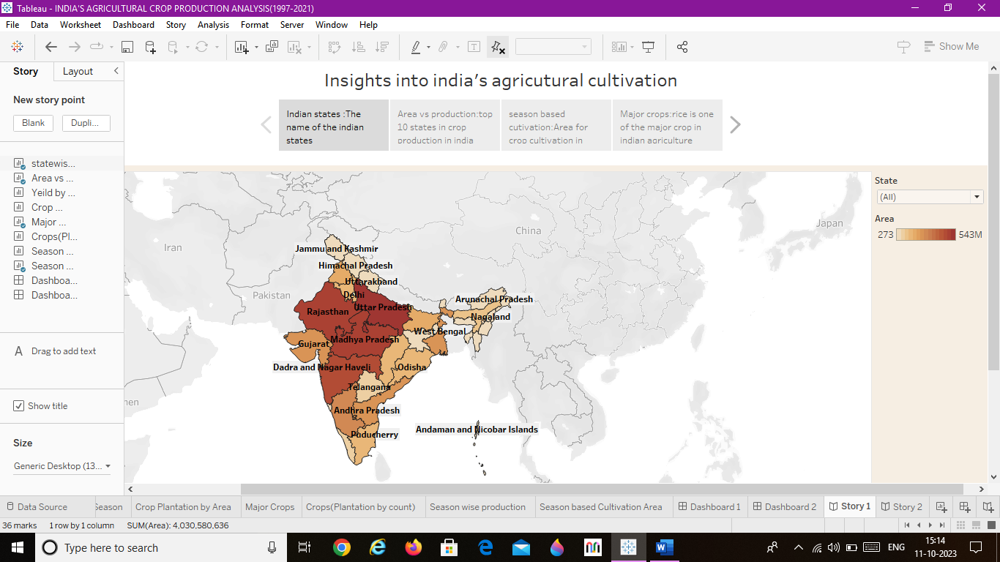 Tableau - INDIA'S AGRICULTURAL CROP PRODUCTION ANALYSIS(1997-2021)
File Data Worksheet Dashboard Story Analysis Format Server Window Help
Show Me
Story Layout
New story point
Blank Dupli...
statewis...
Area vs ...
Yeild by ...
Crop ...
Major ...
Crops(Pl...
Season ...
Season ...
Dashboa...
Dashboa...
A Drag to add text
Show title
Size
Generic Desktop (13...
Insights into india's agricutural cultivation
Indian states :The
name of the indian
states
Area vs production:top
10 states in crop
production in india
season based
cutivation:Area for
crop cultivation in
Major crops:rice is one
of the major crop in
indian agriculture
State
(All)
Area
273 543M
Iran
Pakistan
China
Japan
men
Jammu and Kashmir
Himachal Pradesh
Uttarakhand
Delhi
Arunachal Pradesh
Uttar Pradesh
Rajasthan
Nagaland
West Bengal
Madhya Pradesh
Gujarat
Dadra and Nagar Haveli
Odisha
Telangana
Andhra Pradesh
Andaman and Nicobar Islands
Puducherry
Data Source Season Crop Plantation by Area Major Crops Crops(Plantation by count) Season wise production Season based Cultivation Area Dashboard 1 Dashboard 2 Story 1 Story 2
36 marks 1 row by 1 column SUM(Area): 4,030,580,636
Type here to search
ENG
15:14
11-10-2023